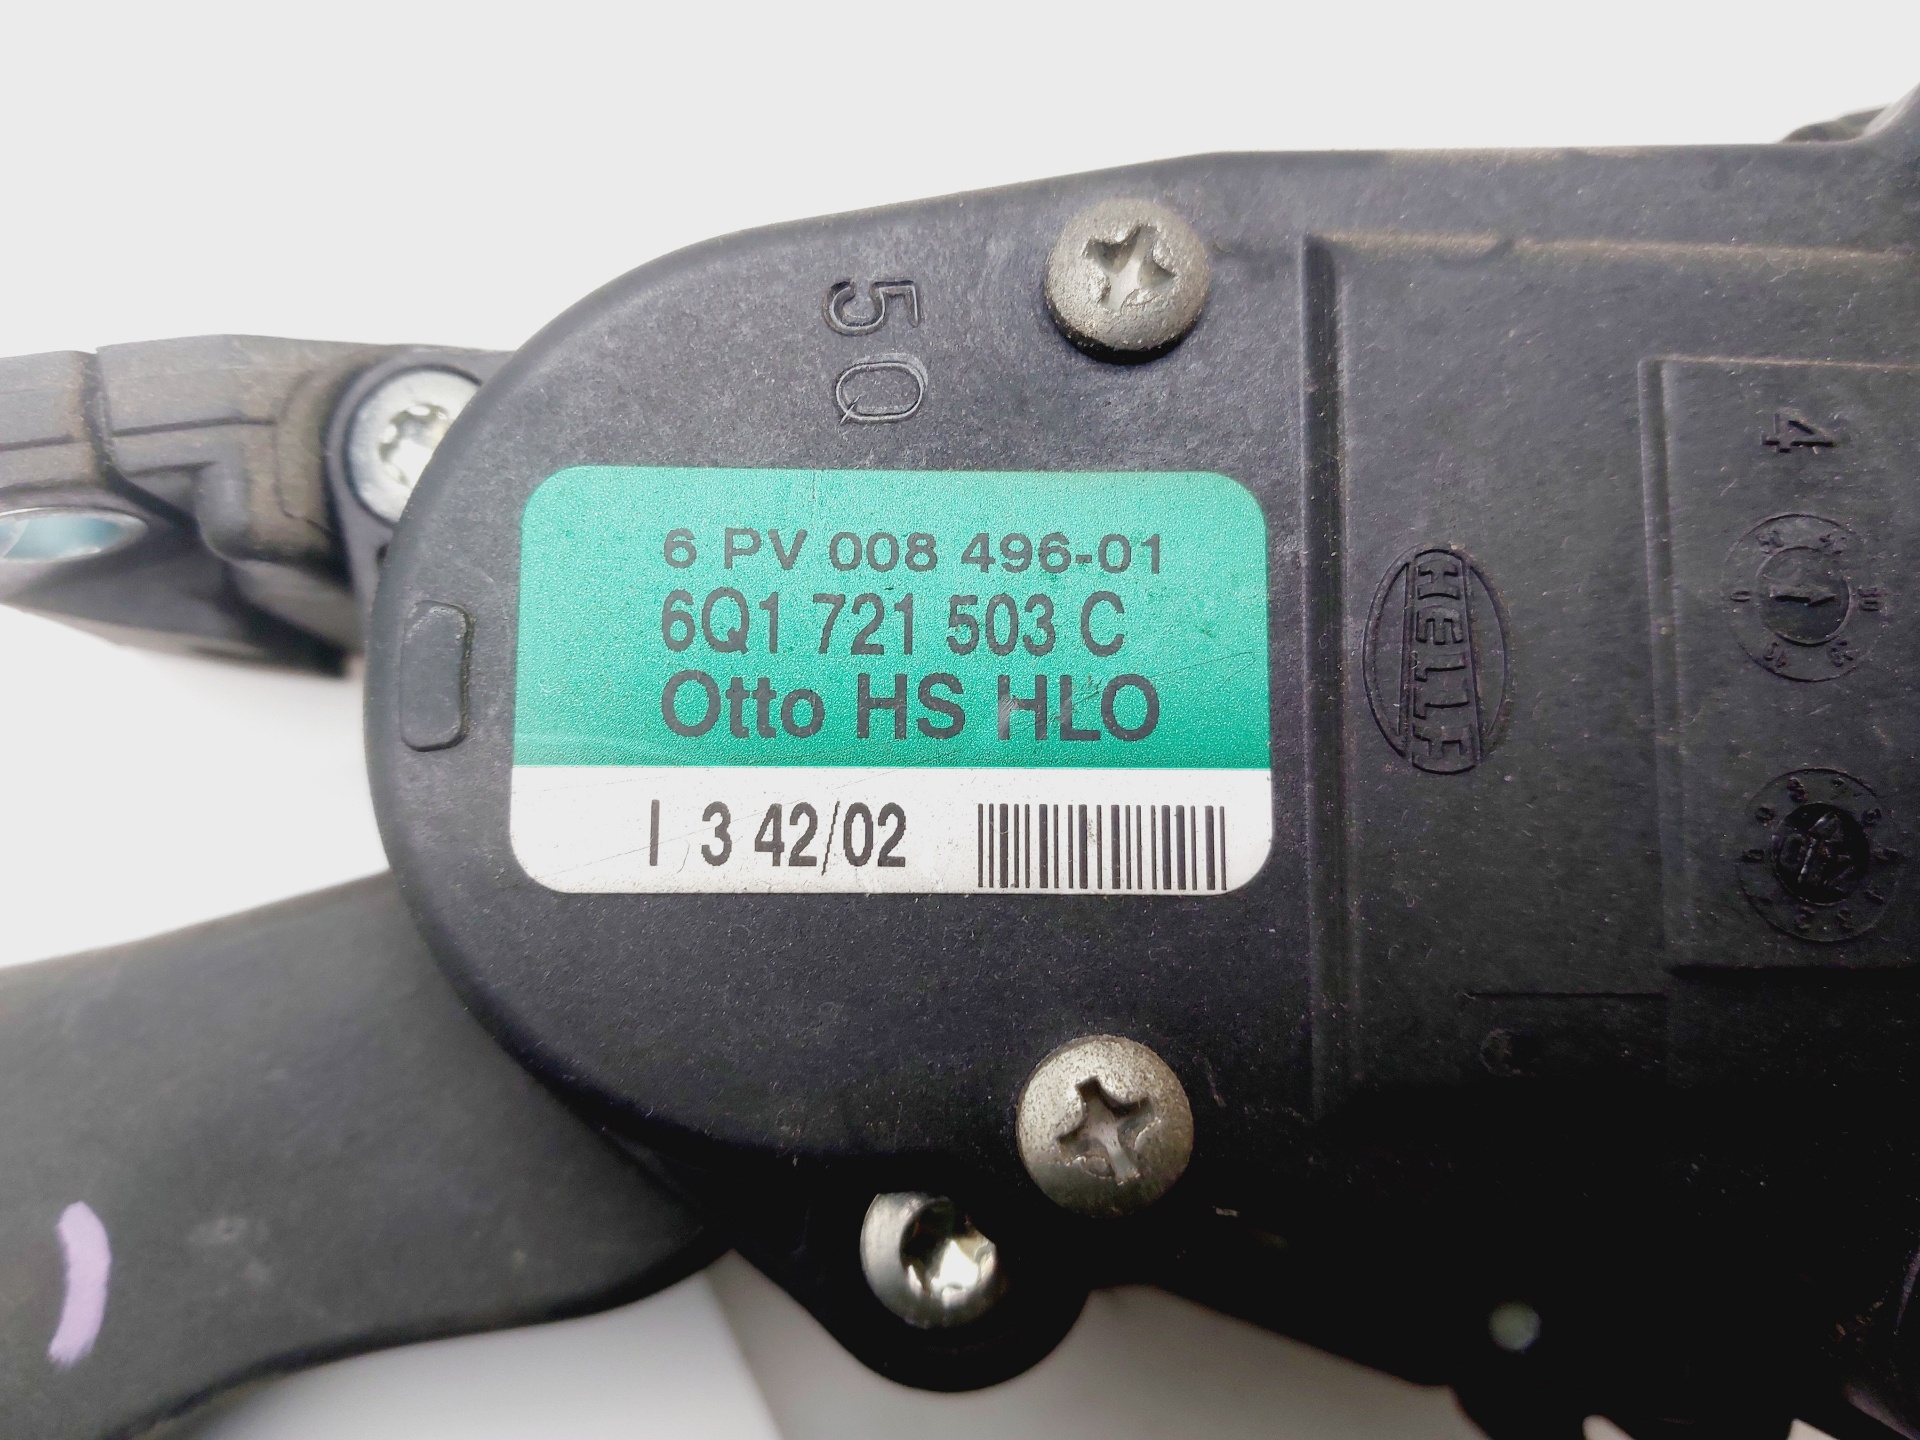 50
6 PV 008 496-01
6Q1 721 503 C
Otto HS HLO
I 3 42/02
HELLA
4